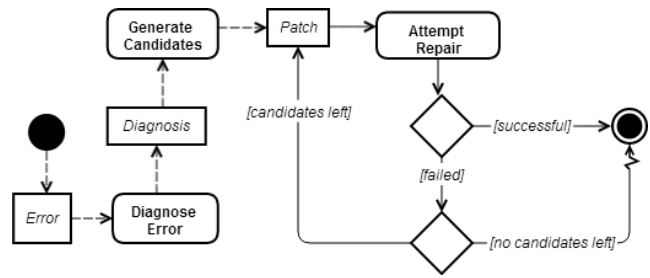 Generate
Candidates
Patch
Attempt
Repair
[candidates left]
Diagnosis
[successful]
[failed]
Error
Diagnose
Error
[no candidates left]